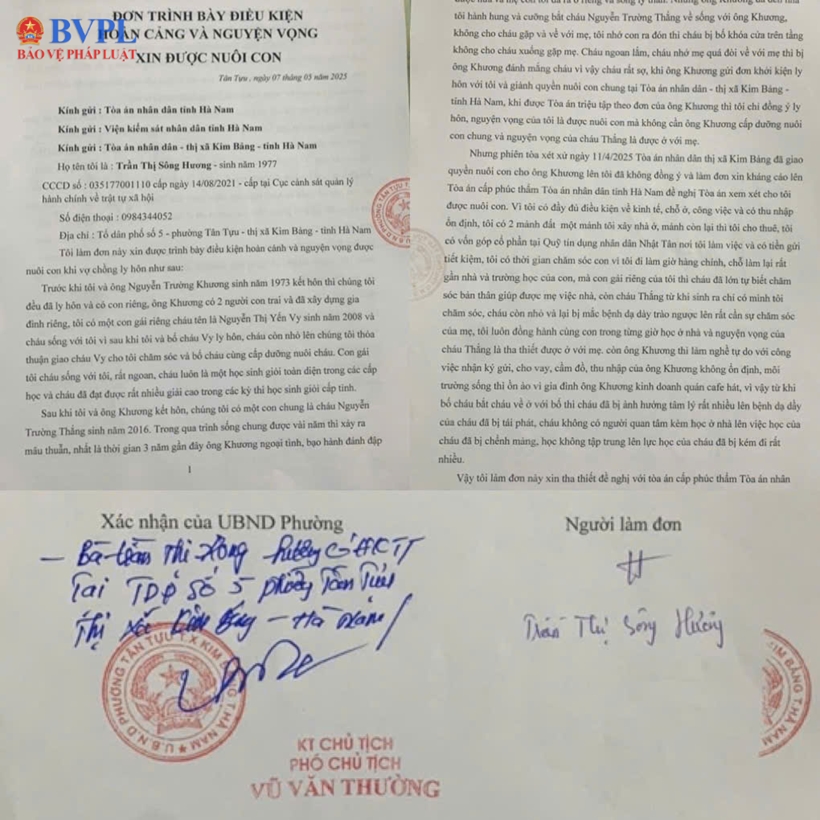 BVPL
BẢO VỆ PHÁP LUẬT
ĐƠN TRÌNH BÀY ĐIỀU KIỆN
HOÀN CẢNG VÀ NGUYỆN VỌNG
XIN ĐƯỢC NUÔI CON
Tân Tựu, ngày 07 tháng 05 năm 2025
Kính gửi : Tòa án nhân dân tỉnh Hà Nam
Kính gửi : Viện kiểm sát nhân dân tỉnh Hà Nam
Kính gửi : Tòa án nhân dân - thị xã Kim Bảng - tỉnh Hà Nam
Họ tên tôi là : Trần Thị Sông Hương - sinh năm 1977
CCCD số : 035177001110 cấp ngày 14/08/2021 - cấp tại Cục cảnh sát quản lý
hành chính về trật tự xã hội
Số điện thoại : 0984344052
Địa chỉ : Tổ dân phố số 5 - phường Tân Tựu - thị xã Kim Bảng - tỉnh Hà Nam
Tôi làm đơn này xin được trình bày điều kiện hoàn cảnh và nguyện vọng được
nuôi con khi vợ chồng ly hôn như sau:
Trước khi tôi và ông Nguyễn Trường Khương sinh năm 1973 kết hôn thì chúng tôi
đều đã ly hôn và có con riêng, ông Khương có 2 người con trai và đã xây dựng gia
đình riêng, tôi có một con gái riêng cháu tên là Nguyễn Thị Yến Vy sinh năm 2008 và
cháu sống với tôi vì sau khi tôi và bố cháu Vy ly hôn, cháu còn nhỏ lên chúng tôi thỏa
thuận giao cháu Vy cho tôi chăm sóc và bố cháu cùng cấp dưỡng nuôi cháu. Con gái
tôi cháu sống với tôi, rất ngoan, cháu luôn là một học sinh giỏi toàn diện trong các cấp
học và cháu đã đạt được rất nhiều giải cao trong các kỳ thi học sinh giỏi cấp tỉnh.
Sau khi tôi và ông Khương kết hôn, chúng tôi có một con chung là cháu Nguyễn
Trường Thắng sinh năm 2016. Trong qua trình sống chung được vài năm thì xảy ra
mâu thuẫn, nhất là thời gian 3 năm gần đây ông Khương ngoại tình, bạo hành đánh đập
1
tôi hành hung và cưỡng bắt cháu Nguyễn Trường Thắng về sống với ông Khương,
không cho cháu gặp và về với mẹ, tôi nhớ con ra đón thì cháu bị bố khóa cửa trên tầng
không cho cháu xuống gặp mẹ. Cháu ngoan lắm, cháu nhớ mẹ quá đòi về với mẹ thì bị
ông Khương đánh mắng cháu vì vậy cháu rất sợ, khi ông Khương gửi đơn khởi kiện ly
hôn với tôi và giành quyền nuôi con chung tại Tòa án nhân dân - thị xã Kim Bảng -
tỉnh Hà Nam, khi được Tòa án triệu tập theo đơn của ông Khương thì tôi chỉ đồng ý ly
hôn, nguyện vọng của tôi là được nuôi con mà không cần ông Khương cấp dưỡng nuôi
con chung và nguyện vọng của cháu Thắng là được ở với mẹ.
Nhưng phiên tòa xét xử ngày 11/4/2025 Tòa án nhân dân thị xã Kim Bảng đã giao
quyền nuôi con cho ông Khương lên tôi đã không đồng ý và làm đơn xin kháng cáo lên
Tòa cấp phúc thẩm Tòa án nhân dân tỉnh Hà Nam đề nghị Tòa án xem xét cho tôi
được nuôi con. Vì tôi có đầy đủ điều kiện về kinh tế, chỗ ở, công việc và có thu nhập
ổn định, tôi có 2 mảnh đất một mảnh tôi xây nhà ở, mảnh còn lại thì tôi cho thuê, tôi
có vốn góp cổ phần tại Quỹ tín dụng nhân dân Nhật Tân nơi tôi làm việc và có tiền gửi
tiết kiệm, tôi có thời gian chăm sóc con vì tôi đi làm giờ hành chính, chỗ làm lại rất
gần nhà và trường học của con, mà con gái riêng của tôi thì cháu đã lớn tự biết chăm
sóc bản thân giúp được mẹ việc nhà, còn cháu Thắng từ khi sinh ra chỉ có mình tôi
chăm sóc, cháu còn nhỏ và lại bị mắc bệnh dạ dày trào ngược lên rất cần sự chăm sóc
của mẹ, tôi luôn đồng hành cùng con trong từng giờ học ở nhà và nguyện vọng của
cháu Thắng là tha thiết được ở với mẹ. còn ông Khương thì làm nghề tự do với công
việc nhận ký gửi, cho vay, cầm đồ, thu nhập của ông Khương không ổn định, môi
trường sống thì ồn ào vì gia đình ông Khương kinh doanh quán cafe hát, vì vậy từ khi
bố cháu bắt cháu về ở với bố thì cháu đã bị ảnh hưởng tâm lý rất nhiều lên bệnh dạ dầy
của cháu đã bị tái phát, cháu không có người quan tâm kèm học ở nhà lên việc học của
cháu đã bị chểnh mảng, học không tập trung lên lực học của cháu đã bị kém đi rất
nhiều.
Vậy tôi làm đơn này xin tha thiết đề nghị với tòa án cấp phúc thẩm Tòa án nhân
Xác nhận của UBND Phường
Người làm đơn
- Bà Trần Thị Sông Hương có HKTT
Tại TDP Số 5 phường Tân Tựu
Thị xã Kim Bảng - Hà Nam
Trần Thị Sông Hương
U.B.N.D PHƯỜNG TÂN TỰU T.X KIM BẢNG T.HÀ NAM
KT CHỦ TỊCH
PHÓ CHỦ TỊCH
VŨ VĂN THƯỜNG